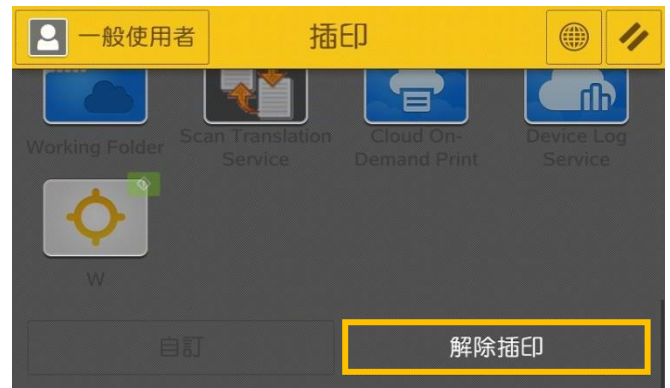 一般使用者
插印
Working Folder
Scan Translation Service
Cloud On-Demand Print
Device Log Service
W
自訂
解除插印